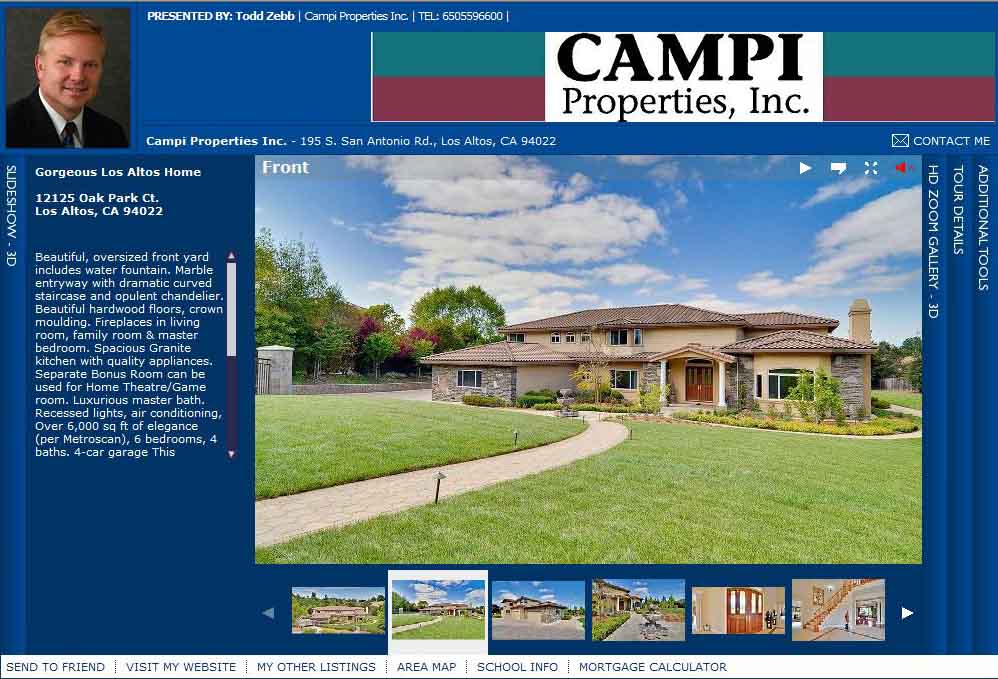 PRESENTED BY: Todd Zebb | Campi Properties Inc. | TEL: 6505596600 |
CAMPI
Properties, Inc.
Campi Properties Inc. - 195 S. San Antonio Rd., Los Altos, CA 94022
CONTACT ME
SLIDESHOW - 3D
Gorgeous Los Altos Home
12125 Oak Park Ct.
Los Altos, CA 94022
Beautiful, oversized front yard
includes water fountain. Marble
entryway with dramatic curved
staircase and opulent chandelier.
Beautiful hardwood floors, crown
moulding. Fireplaces in living
room, family room & master
bedroom. Spacious Granite
kitchen with quality appliances.
Separate Bonus Room can be
used for Home Theatre/Game
room. Luxurious master bath.
Recessed lights, air conditioning,
Over 6,000 sq ft of elegance
(per Metroscan), 6 bedrooms, 4
baths. 4-car garage This
Front
HD ZOOM GALLERY - 3D
TOUR DETAILS
ADDITIONAL TOOLS
SEND TO FRIEND
VISIT MY WEBSITE
MY OTHER LISTINGS
AREA MAP
SCHOOL INFO
MORTGAGE CALCULATOR